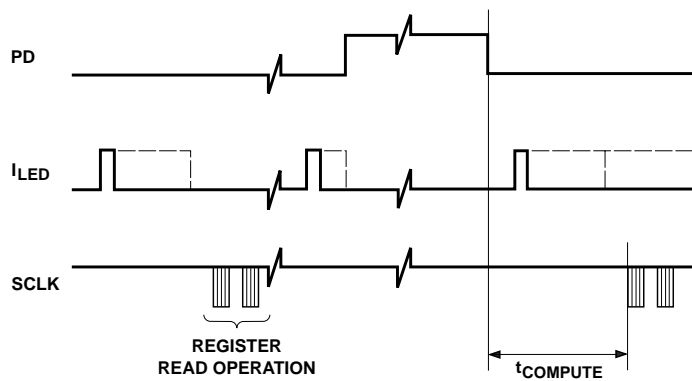 PD
ILED
SCLK
REGISTER
READ OPERATION
tCOMPUTE